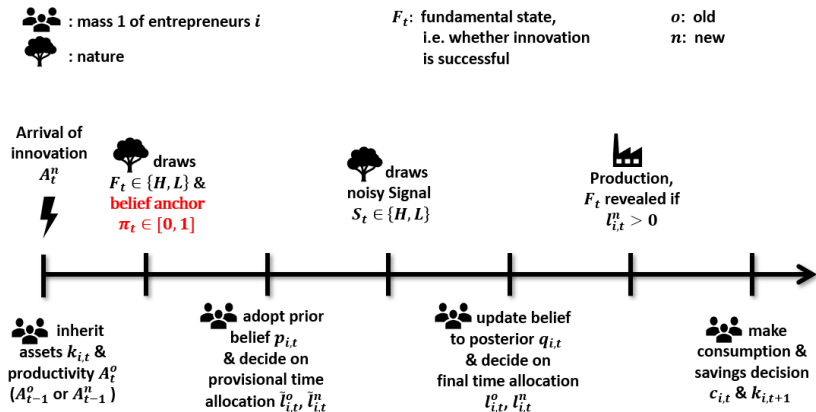 : mass 1 of entrepreneurs i
: nature
F_t: fundamental state,
i.e. whether innovation
is successful
o: old
n: new
Arrival of
innovation
A_t^n
draws
F_t ∈ {H, L} &
belief anchor
π_t ∈ [0, 1]
draws
noisy Signal
S_t ∈ {H, L}
Production,
F_t revealed if
l_{i,t}^n > 0
inherit
assets k_{i,t} &
productivity A_t^o
(A_{t-1}^o or A_{t-1}^n)
adopt prior
belief p_{i,t}
& decide on
provisional time
allocation l̃_{i,t}^o, l̃_{i,t}^n
update belief
to posterior q_{i,t}
& decide on
final time allocation
l_{i,t}^o, l_{i,t}^n
make
consumption &
savings decision
c_{i,t} & k_{i,t+1}